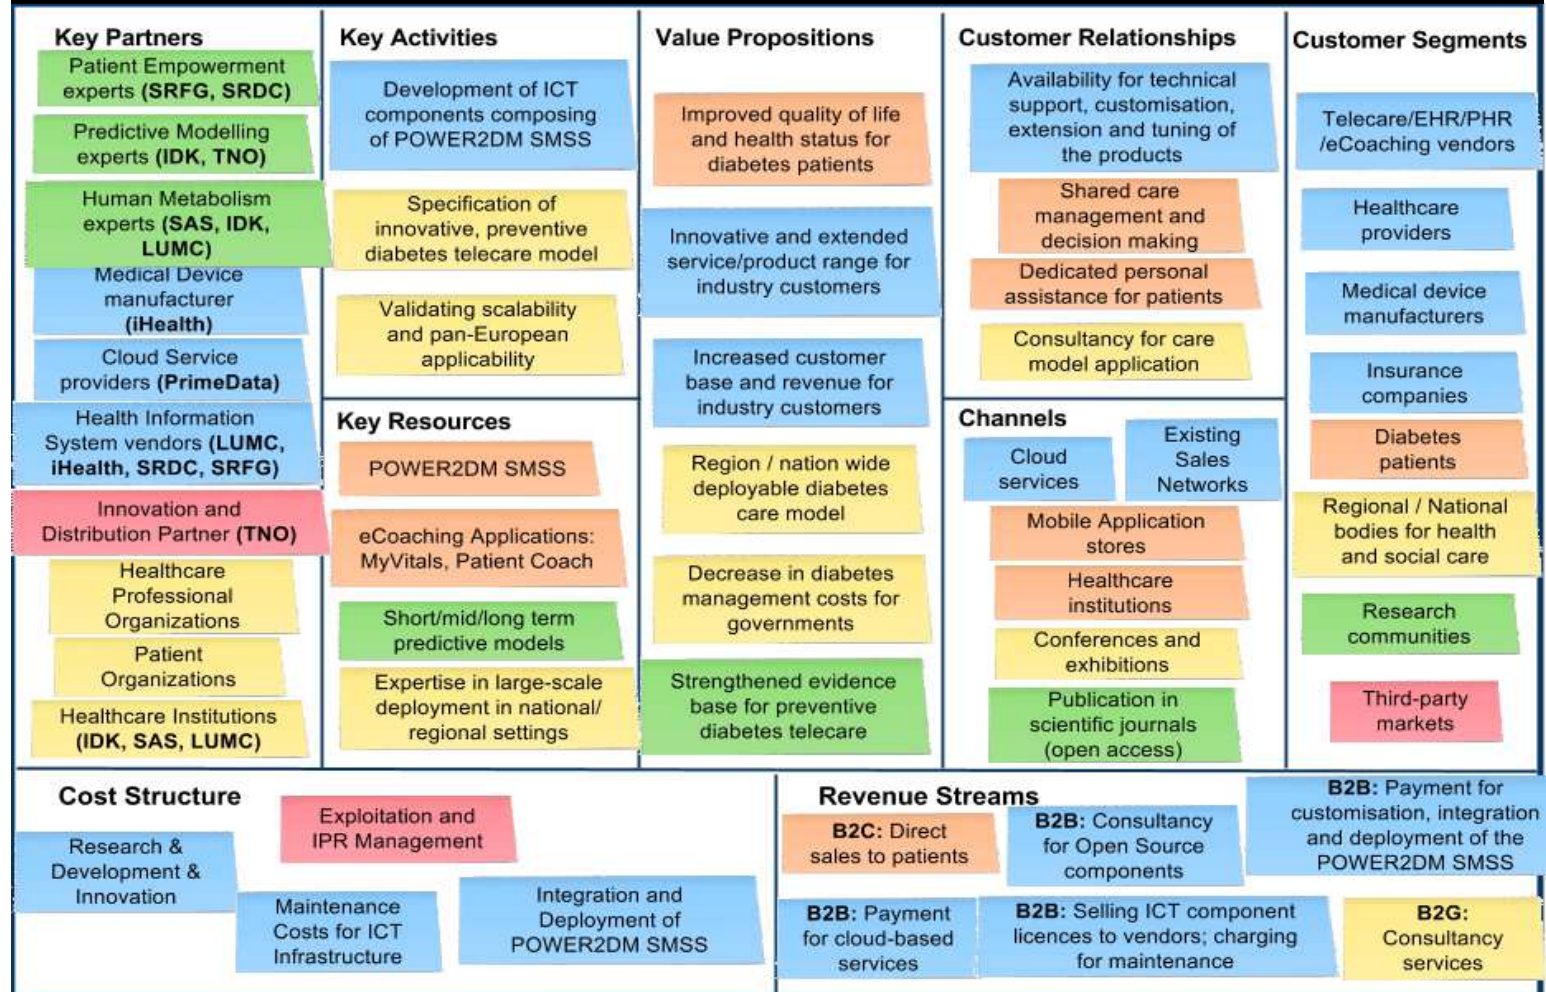 Key Partners
Patient Empowerment
experts (SRFG, SRDC)
Predictive Modelling
experts (IDK, TNO)
Human Metabolism
experts (SAS, IDK,
LUMC)
Medical Device
manufacturer
(iHealth)
Cloud Service
providers (PrimeData)
Health Information
System vendors (LUMC,
iHealth, SRDC, SRFG)
Innovation and
Distribution Partner (TNO)
Healthcare
Professional
Organizations
Patient
Organizations
Healthcare Institutions
(IDK, SAS, LUMC)
Key Activities
Development of ICT
components composing
of POWER2DM SMSS
Specification of
innovative, preventive
diabetes telecare model
Validating scalability
and pan-European
applicability
Key Resources
POWER2DM SMSS
eCoaching Applications:
MyVitals, Patient Coach
Short/mid/long term
predictive models
Expertise in large-scale
deployment in national/
regional settings
Value Propositions
Improved quality of life
and health status for
diabetes patients
Innovative and extended
service/product range for
industry customers
Increased customer
base and revenue for
industry customers
Region / nation wide
deployable diabetes
care model
Decrease in diabetes
management costs for
governments
Strengthened evidence
base for preventive
diabetes telecare
Customer Relationships
Availability for technical
support, customisation,
extension and tuning of
the products
Shared care
management and
decision making
Dedicated personal
assistance for patients
Consultancy for care
model application
Channels
Cloud
services
Existing
Sales
Networks
Mobile Application
stores
Healthcare
institutions
Conferences and
exhibitions
Publication in
scientific journals
(open access)
Customer Segments
Telecare/EHR/PHR
/eCoaching vendors
Healthcare
providers
Medical device
manufacturers
Insurance
companies
Diabetes
patients
Regional / National
bodies for health
and social care
Research
communities
Third-party
markets
Cost Structure
Research &
Development &
Innovation
Exploitation and
IPR Management
Maintenance
Costs for ICT
Infrastructure
Integration and
Deployment of
POWER2DM SMSS
Revenue Streams
B2C: Direct
sales to patients
B2B: Consultancy
for Open Source
components
B2B: Payment for
customisation, integration
and deployment of the
POWER2DM SMSS
B2B: Payment
for cloud-based
services
B2B: Selling ICT component
licences to vendors; charging
for maintenance
B2G:
Consultancy
services